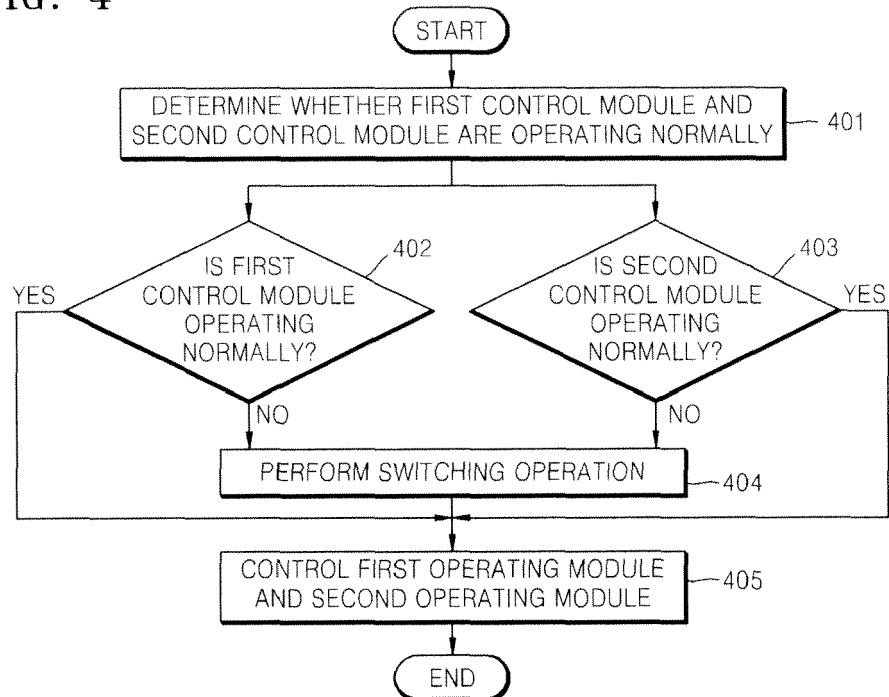 FIG. 4
START
DETERMINE WHETHER FIRST CONTROL MODULE AND
SECOND CONTROL MODULE ARE OPERATING NORMALLY
401
402
403
IS FIRST
CONTROL MODULE
OPERATING
NORMALLY?
IS SECOND
CONTROL MODULE
OPERATING
NORMALLY?
YES
YES
NO
NO
PERFORM SWITCHING OPERATION
404
CONTROL FIRST OPERATING MODULE
AND SECOND OPERATING MODULE
405
END